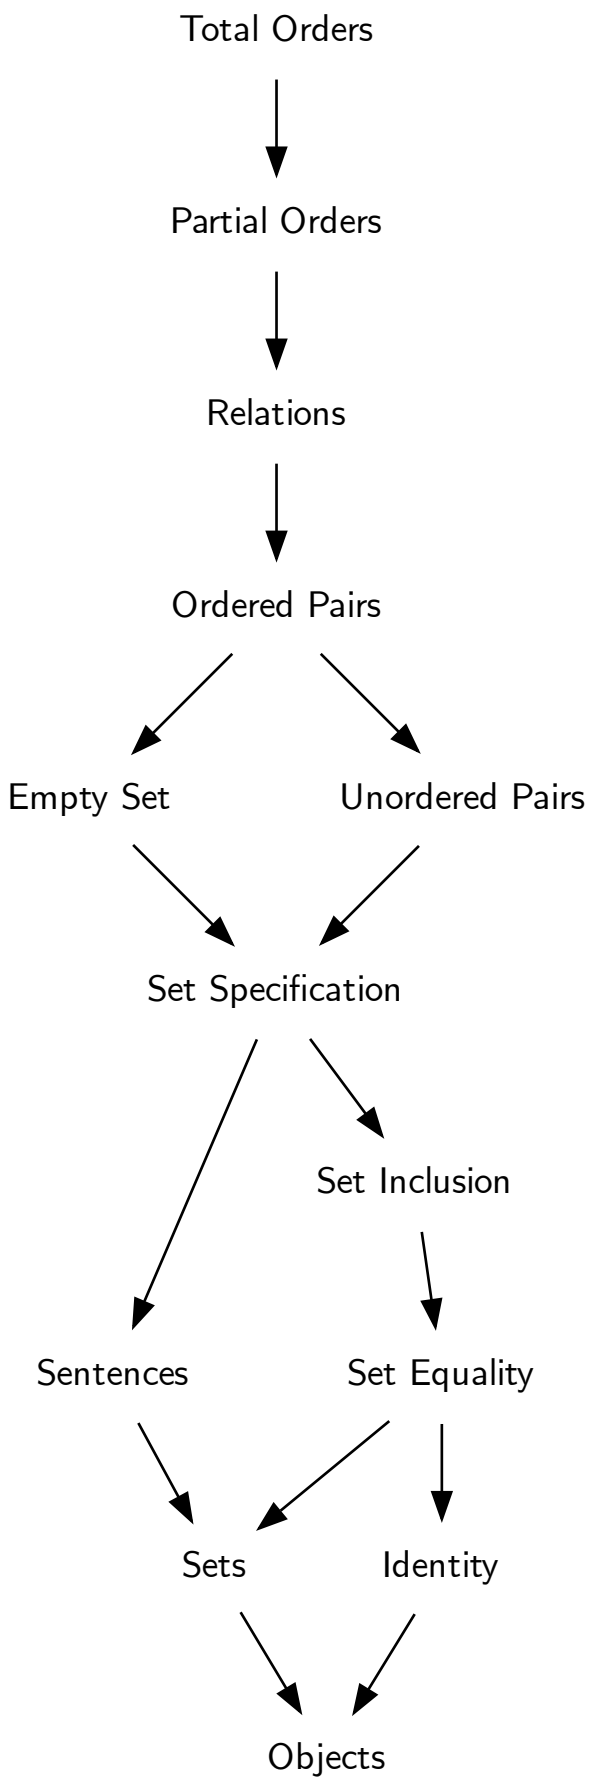 Total Orders
Partial Orders
Relations
Ordered Pairs
Empty Set
Unordered Pairs
Set Specification
Set Inclusion
Sentences
Set Equality
Sets
Identity
Objects